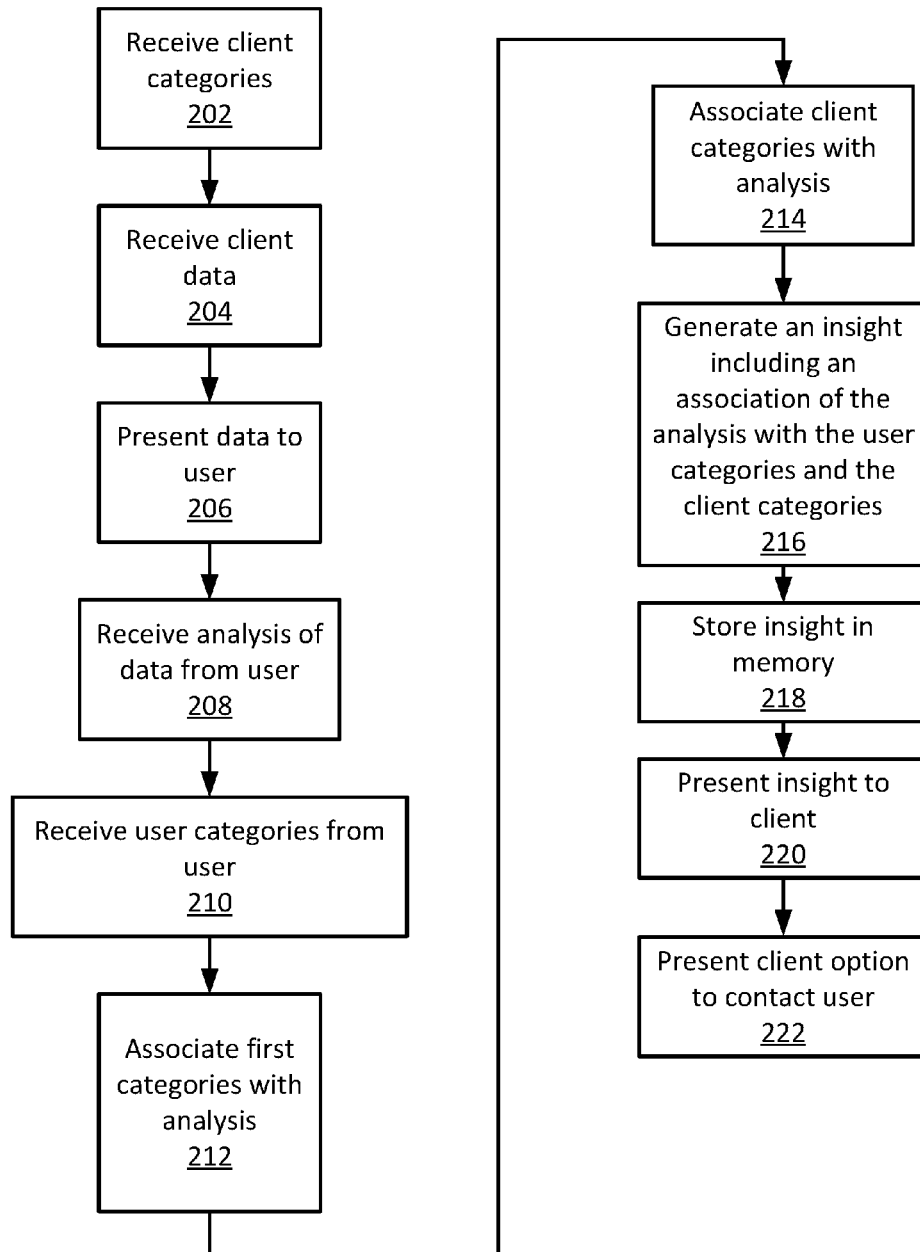 Receive client
categories
202
Receive client
data
204
Present data to
user
206
Receive analysis of
data from user
208
Receive user categories from
user
210
Associate first
categories with
analysis
212
Associate client
categories with
analysis
214
Generate an insight
including an
association of the
analysis with the user
categories and the
client categories
216
Store insight in
memory
218
Present insight to
client
220
Present client option
to contact user
222